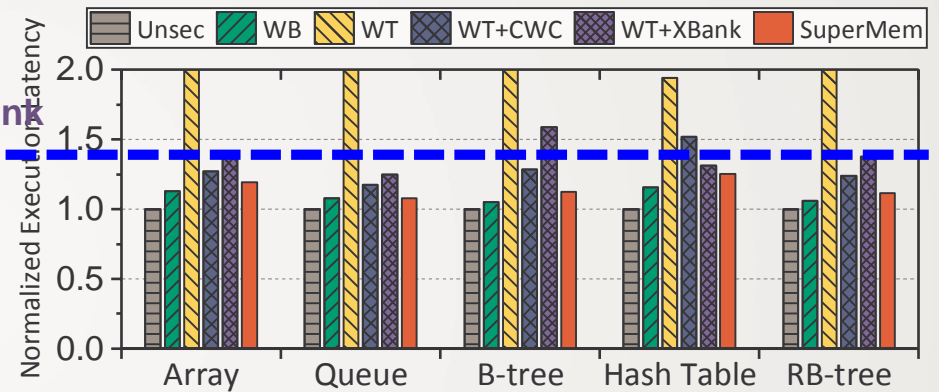 Unsec WB WT WT+CWC WT+XBank SuperMem
Normalized Execution Latency
nk
2.0
1.5
1.0
0.5
0.0
Array Queue B-tree Hash Table RB-tree